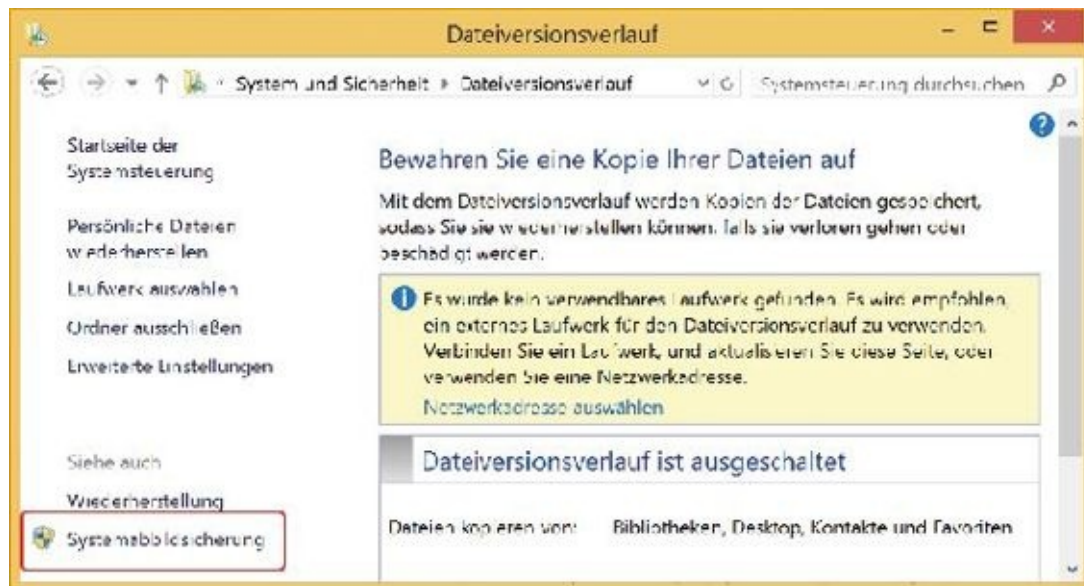 Dateiversionsverlauf
System und Sicherheit
Dateiversionsverlauf
Systemsteuerung durchsuchen
Startseite der
Systemsteuerung
Persönliche Dateien
wiederherstellen
Laufwerk auswählen
Ordner ausschließen
Erweiterte Einstellungen
Siehe auch
Wiederherstellung
Systemabbildsicherung
Bewahren Sie eine Kopie Ihrer Dateien auf
Mit dem Dateiversionsverlauf werden Kopien der Dateien gespeichert,
sodass Sie sie wiederherstellen können, falls sie verloren gehen oder
beschädigt werden.
Es wurde kein verwendbares Laufwerk gefunden. Es wird empfohlen,
ein externes Laufwerk für den Dateiversionsverlauf zu verwenden.
Verbinden Sie ein Laufwerk, und aktualisieren Sie diese Seite, oder
verwenden Sie eine Netzwerkadresse.
Netzwerkadresse auswählen
Dateiversionsverlauf ist ausgeschaltet
Dateien kopieren von: Bibliotheken, Desktop, Kontakte und Favoriten